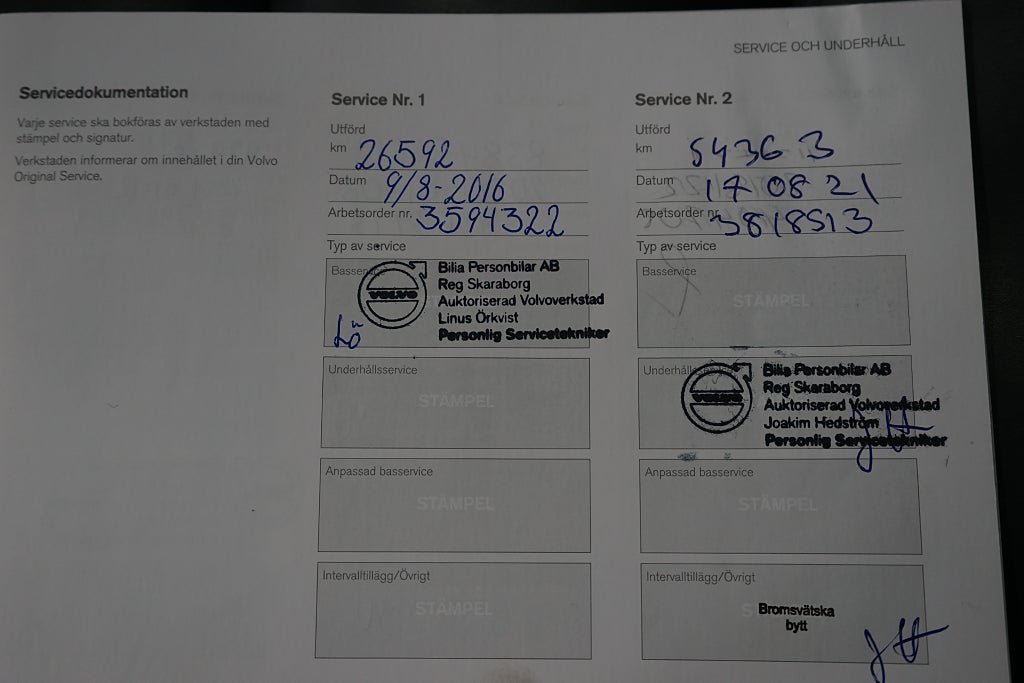 SERVICE OCH UNDERHÅLL
Servicedokumentation
Varje service ska bokföras av verkstaden med
stämpel och signatur.
Verkstaden informerar om innehållet i din Volvo
Original Service.
Service Nr. 1
Utförd
km 26592
Datum 9/8-2016
Arbetsorder nr. 3594322
Typ av service
Basservice
VOLVO
Bilia Personbilar AB
Reg Skaraborg
Auktoriserad Volvoverkstad
Linus Örkvist
Personlig Servicetekniker
LÖ
Underhållsservice
STÄMPEL
Anpassad basservice
STÄMPEL
Intervalltillägg/Övrigt
STÄMPEL
Service Nr. 2
Utförd
km 54363
Datum 17 08 21
Arbetsorder nr. 3818513
Typ av service
Basservice
STÄMPEL
Underhållsservice
VOLVO
Bilia Personbilar AB
Reg Skaraborg
Auktoriserad Volvoverkstad
Joakim Hedström
Personlig Servicetekniker
JH
Anpassad basservice
STÄMPEL
Intervalltillägg/Övrigt
Bromsvätska
bytt
JH